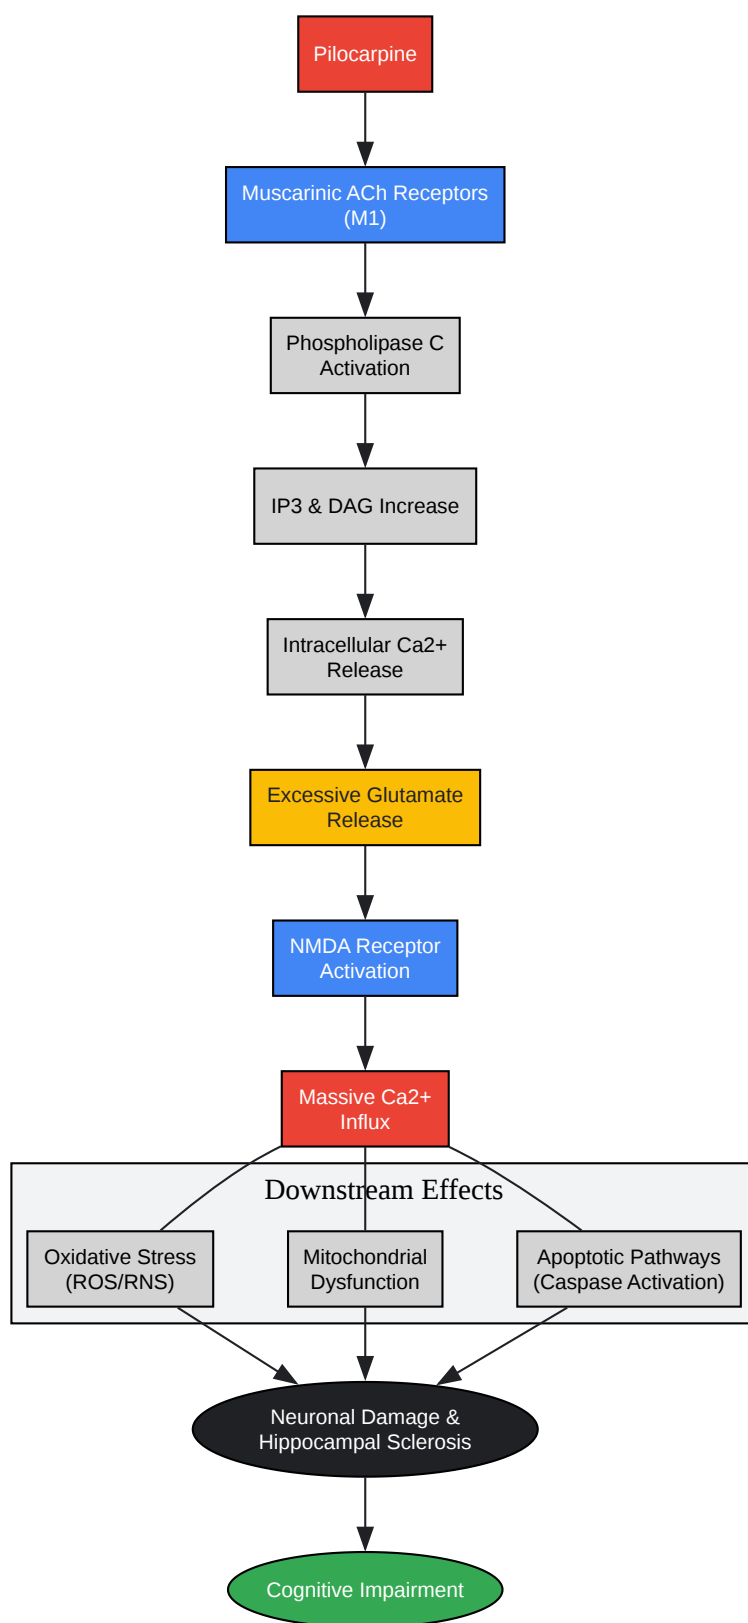 Pilocarpine
Muscarinic ACh Receptors
(M1)
Phospholipase C
Activation
IP3 & DAG Increase
Intracellular Ca2+
Release
Excessive Glutamate
Release
NMDA Receptor
Activation
Massive Ca2+
Influx
Downstream Effects
Oxidative Stress
(ROS/RNS)
Mitochondrial
Dysfunction
Apoptotic Pathways
(Caspase Activation)
Neuronal Damage &
Hippocampal Sclerosis
Cognitive Impairment